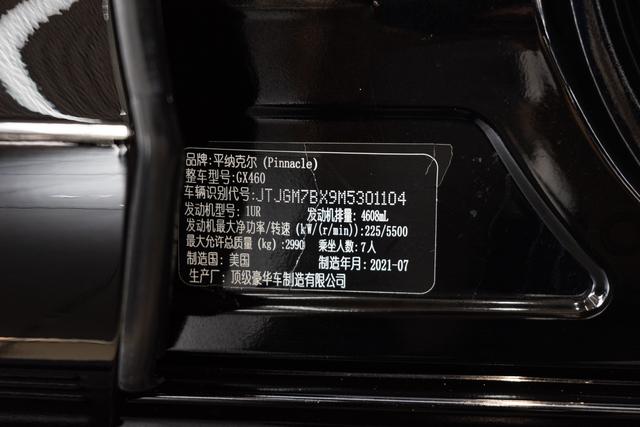 品牌:平纳克尔 (Pinnacle)
整车型号:GX460
车辆识别代号:JTJGM7BX9M5301104
发动机型号: 1UR 发动机排量: 4608mL
发动机最大净功率/转速 (kW/(r/min)):225/5500
最大允许总质量 (kg) :2990 乘坐人数:7人
制造国: 美国 制造年月: 2021-07
生产厂: 顶级豪华车制造有限公司